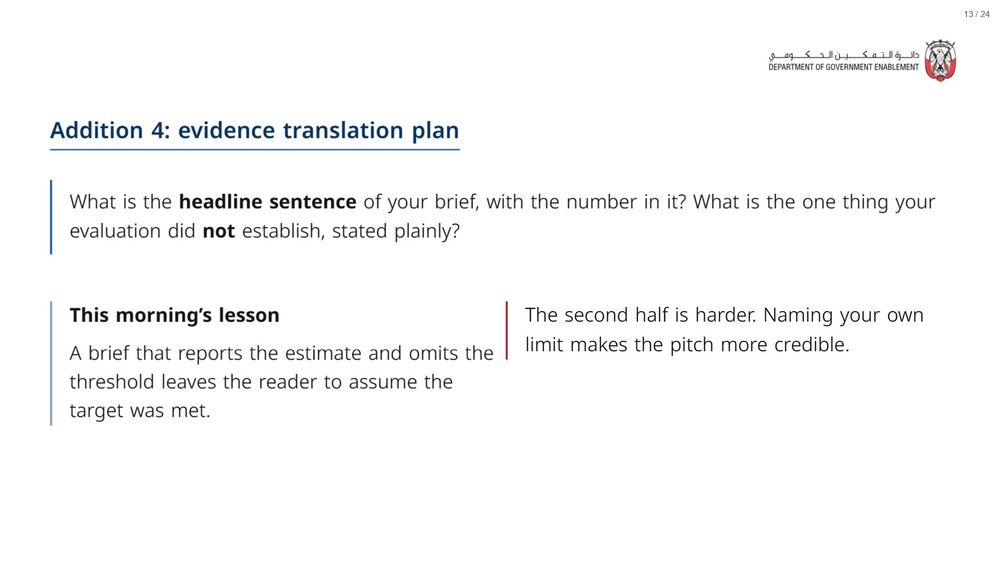 13 / 24
دائرة التمكين الحكومي
DEPARTMENT OF GOVERNMENT ENABLEMENT
Addition 4: evidence translation plan
What is the headline sentence of your brief, with the number in it? What is the one thing your
evaluation did not establish, stated plainly?
This morning’s lesson
A brief that reports the estimate and omits the
threshold leaves the reader to assume the
target was met.
The second half is harder. Naming your own
limit makes the pitch more credible.